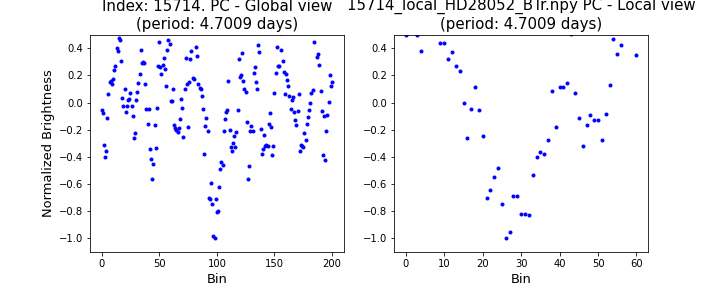 Index: 15714. PC - Global view
(period: 4.7009 days)
15714_local_HD28052_BTr.npy PC - Local view
(period: 4.7009 days)
Normalized Brightness
0.4
0.2
0.0
−0.2
−0.4
−0.6
−0.8
−1.0
0 50 100 150 200
Bin
0.4
0.2
0.0
−0.2
−0.4
−0.6
−0.8
−1.0
0 10 20 30 40 50 60
Bin